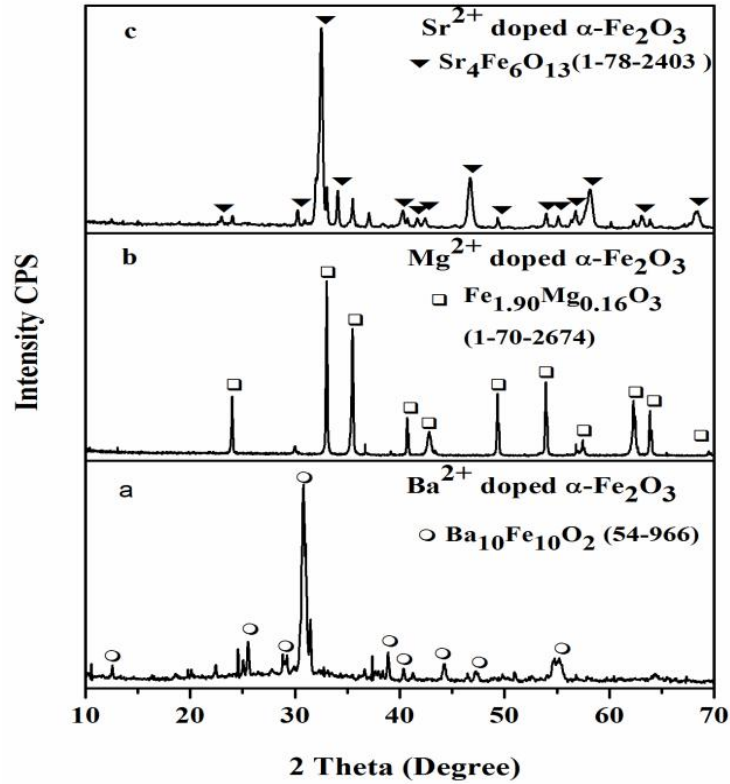 c
Sr2+ doped α-Fe2O3
Sr4Fe6O13(1-78-2403 )
b
Mg2+ doped α-Fe2O3
Fe1.90Mg0.16O3
(1-70-2674)
a
Ba2+ doped α-Fe2O3
Ba10Fe10O2 (54-966)
Intensity CPS
10 20 30 40 50 60 70
2 Theta (Degree)